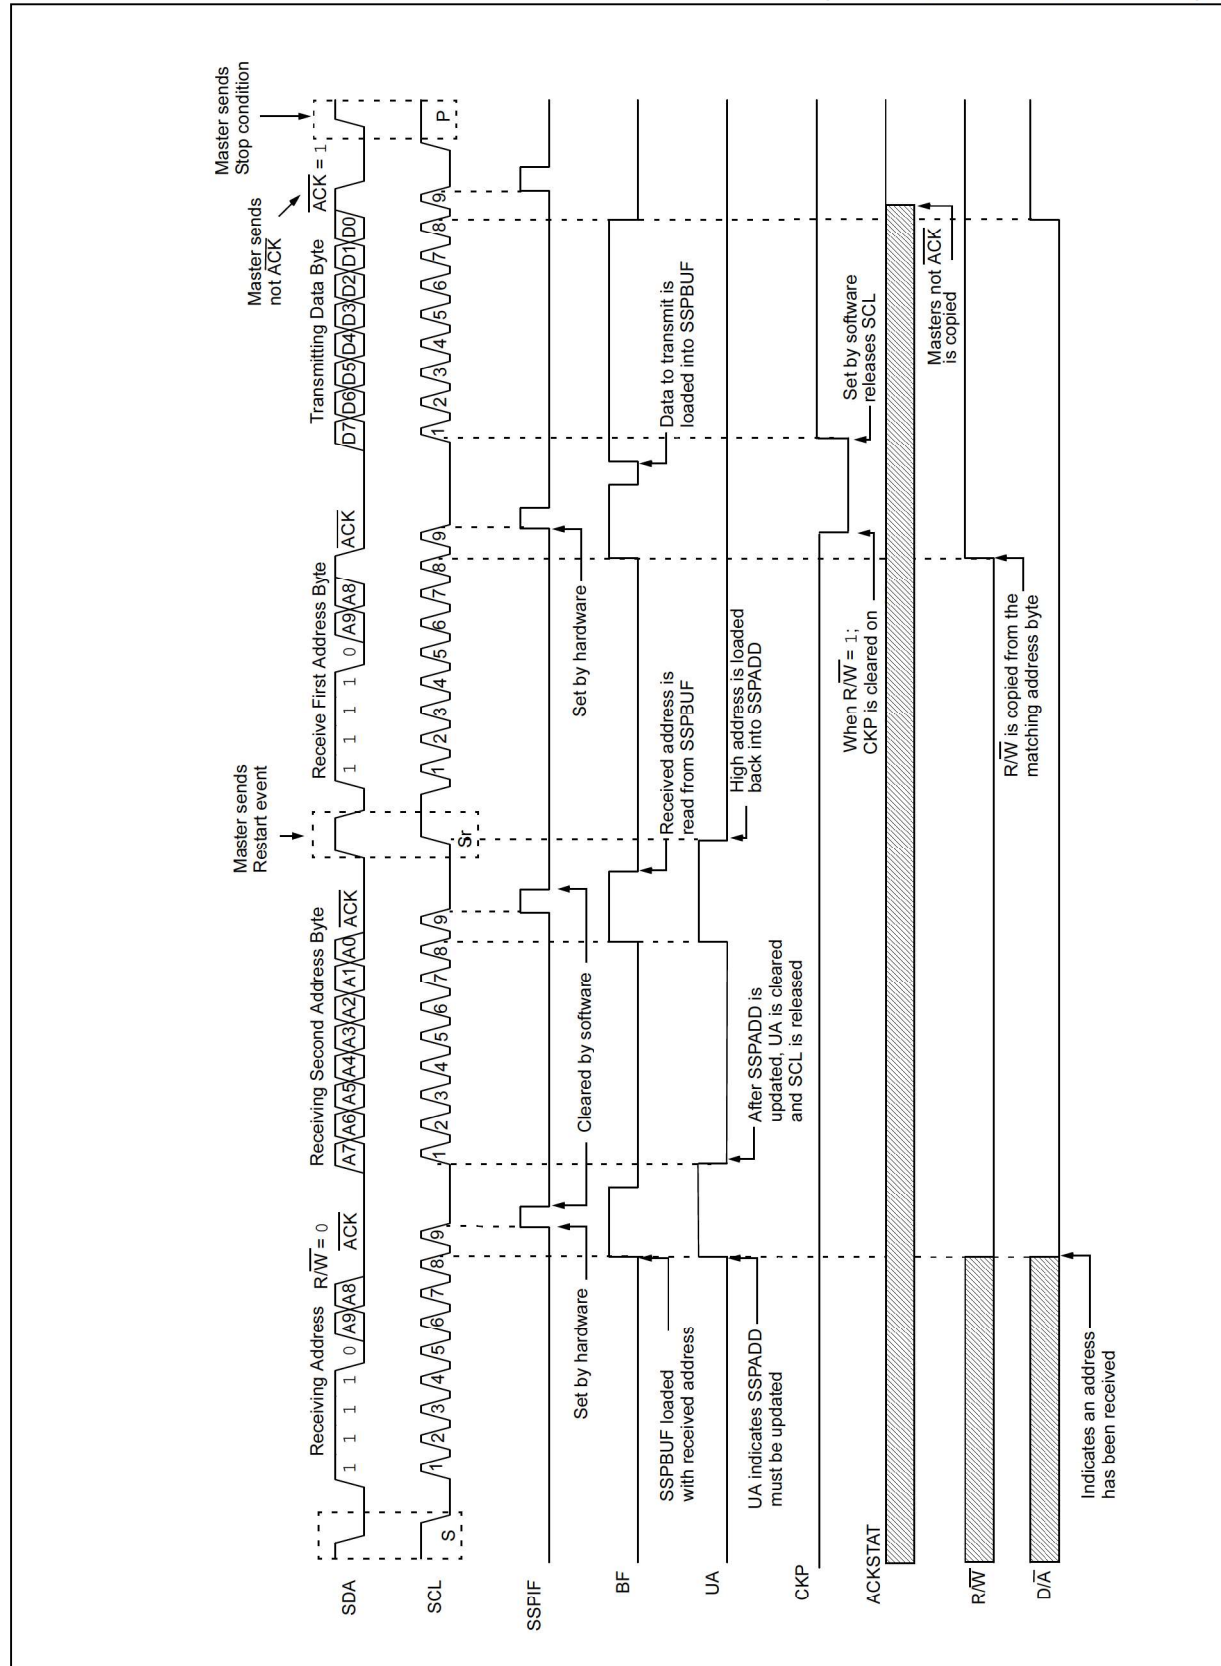 Master sends
Stop condition
Master sends
not ACK
ACK = 1
Master sends
Restart event
Receiving Address
R/W = 0
ACK
Receiving Second Address Byte
ACK
Receive First Address Byte
ACK
Transmitting Data Byte
SDA
1 1 1 1 0 A9 A8
A7 A6 A5 A4 A3 A2 A1 A0
1 1 1 1 0 A9 A8
D7 D6 D5 D4 D3 D2 D1 D0
SCL
S
1 2 3 4 5 6 7 8 9
1 2 3 4 5 6 7 8 9
Sr
1 2 3 4 5 6 7 8 9
1 2 3 4 5 6 7 8 9
P
SSPIF
Set by hardware
Cleared by software
Set by hardware
BF
SSPBUF loaded
with received address
Received address is
read from SSPBUF
Data to transmit is
loaded into SSPBUF
UA
UA indicates SSPADD
must be updated
After SSPADD is
updated, UA is cleared
and SCL is released
High address is loaded
back into SSPADD
CKP
When R/W = 1;
CKP is cleared on
Set by software
releases SCL
ACKSTAT
Masters not ACK
is copied
R/W
R/W is copied from the
matching address byte
D/A
Indicates an address
has been received